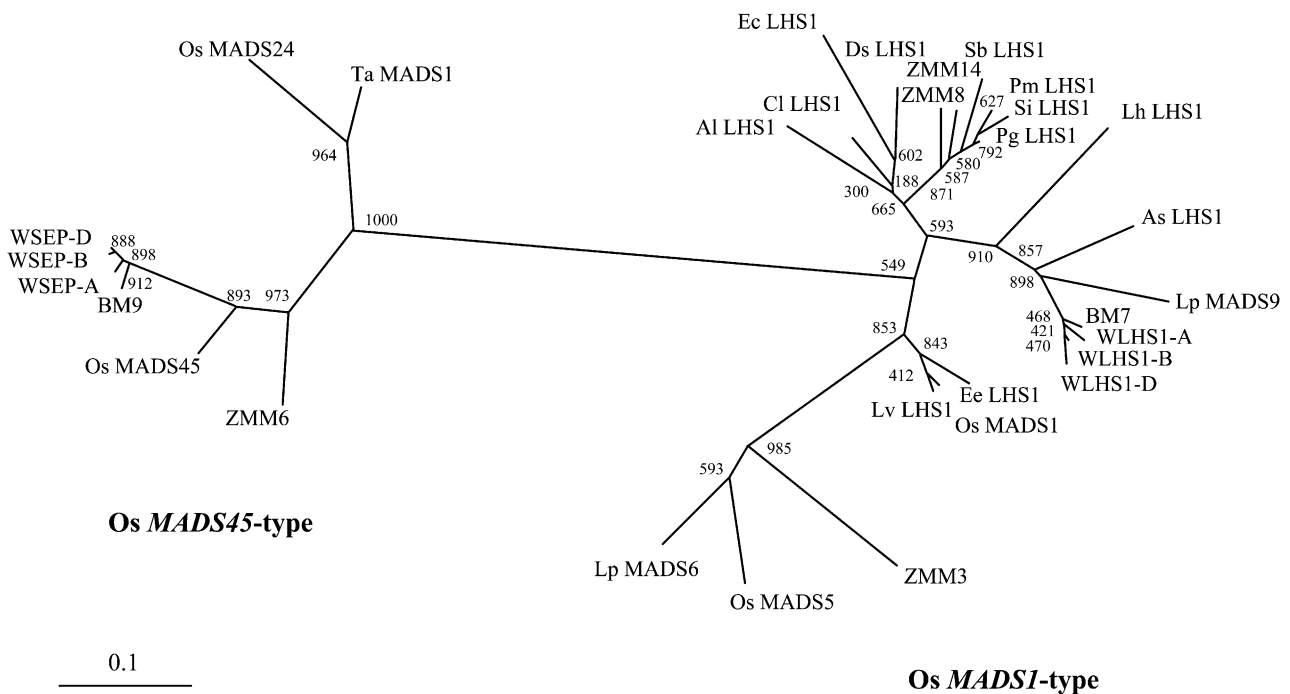 Ec LHS1
Os MADS24
Ds LHS1
Sb LHS1
Ta MADS1
ZMM14
Pm LHS1
ZMM8
627
Cl LHS1
Si LHS1
Lh LHS1
Al LHS1
Pg LHS1
964
602
792
580
188
587
300
871
665
1000
As LHS1
593
WSEP-D
888
857
WSEP-B
898
910
549
WSEP-A
912
898
BM9
893
973
Lp MADS9
468
BM7
853
421
WLHS1-A
843
470
WLHS1-B
Os MADS45
412
WLHS1-D
Ee LHS1
Lv LHS1
ZMM6
Os MADS1
985
593
Os MADS45-type
Lp MADS6
ZMM3
Os MADS5
0.1
Os MADS1-type